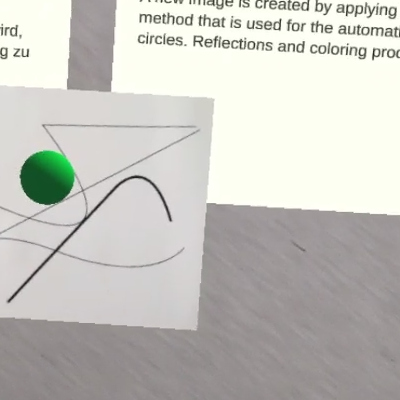 ird,
g zu
A new image is created by applying
method that is used for the automat
circles. Reflections and coloring proc